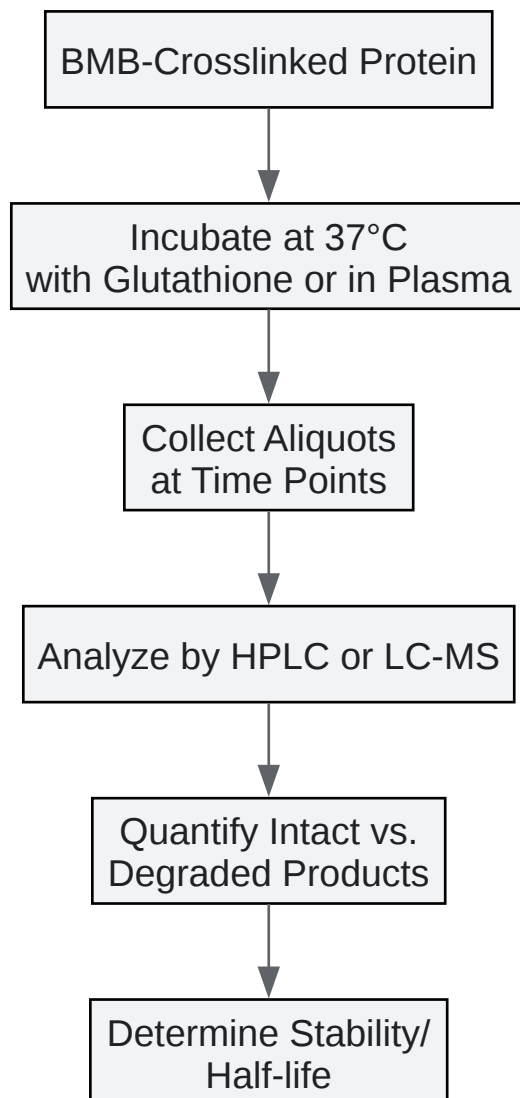 BMB-Crosslinked Protein
Incubate at 37°C
with Glutathione or in Plasma
Collect Aliquots
at Time Points
Analyze by HPLC or LC-MS
Quantify Intact vs.
Degraded Products
Determine Stability/
Half-life